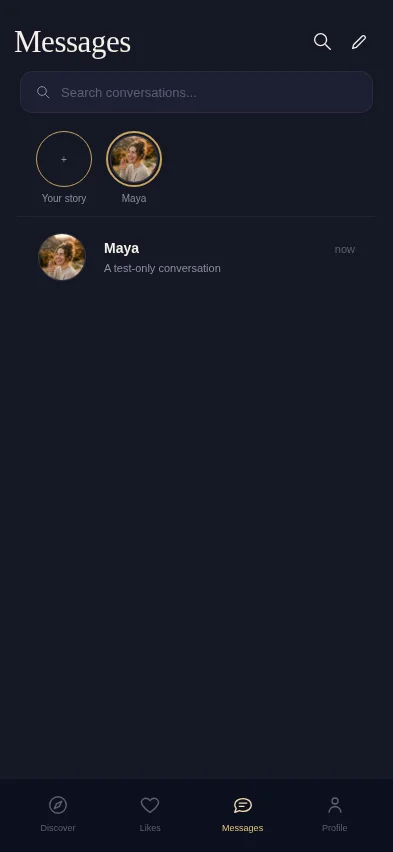 Messages
Search conversations...
+
Your story
Maya
Maya
now
A test-only conversation
Discover
Likes
Messages
Profile